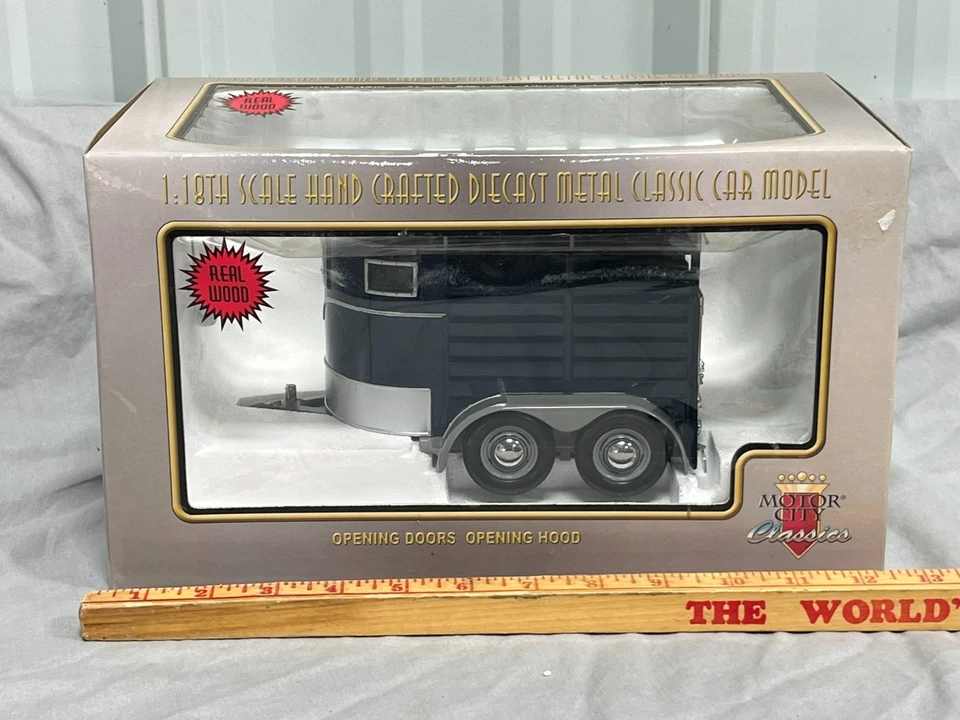 REAL
WOOD
1:18TH SCALE HAND CRAFTED DIECAST METAL CLASSIC CAR MODEL
REAL
WOOD
MOTOR®
CITY
Classics
OPENING DOORS OPENING HOOD
1 2 3 4 5 6 7 8 9 10 11 12 13
THE WORLD'